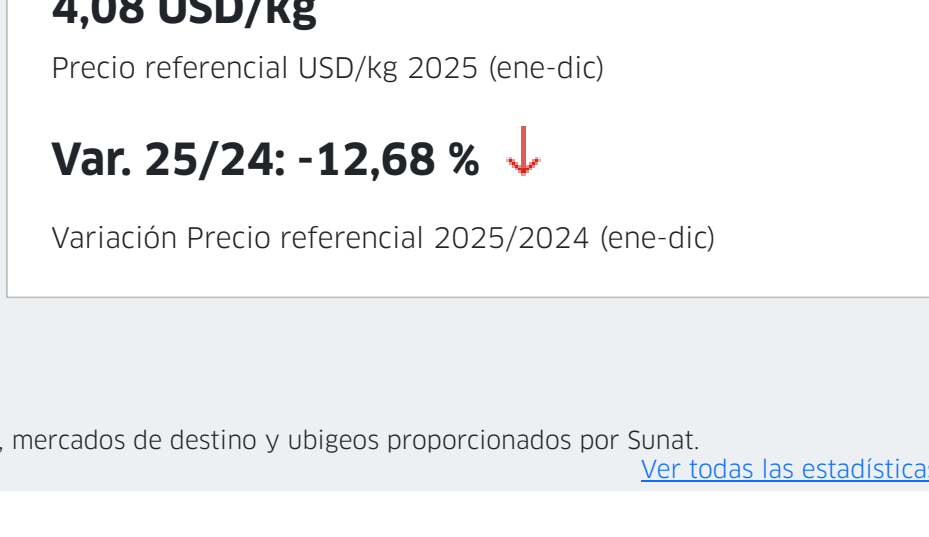 4,08 USD/kg
Precio referencial USD/kg 2025 (ene-dic)
Var. 25/24: -12,68 %
Variación Precio referencial 2025/2024 (ene-dic)
, mercados de destino y ubigeos proporcionados por Sunat.
Ver todas las estadísticas